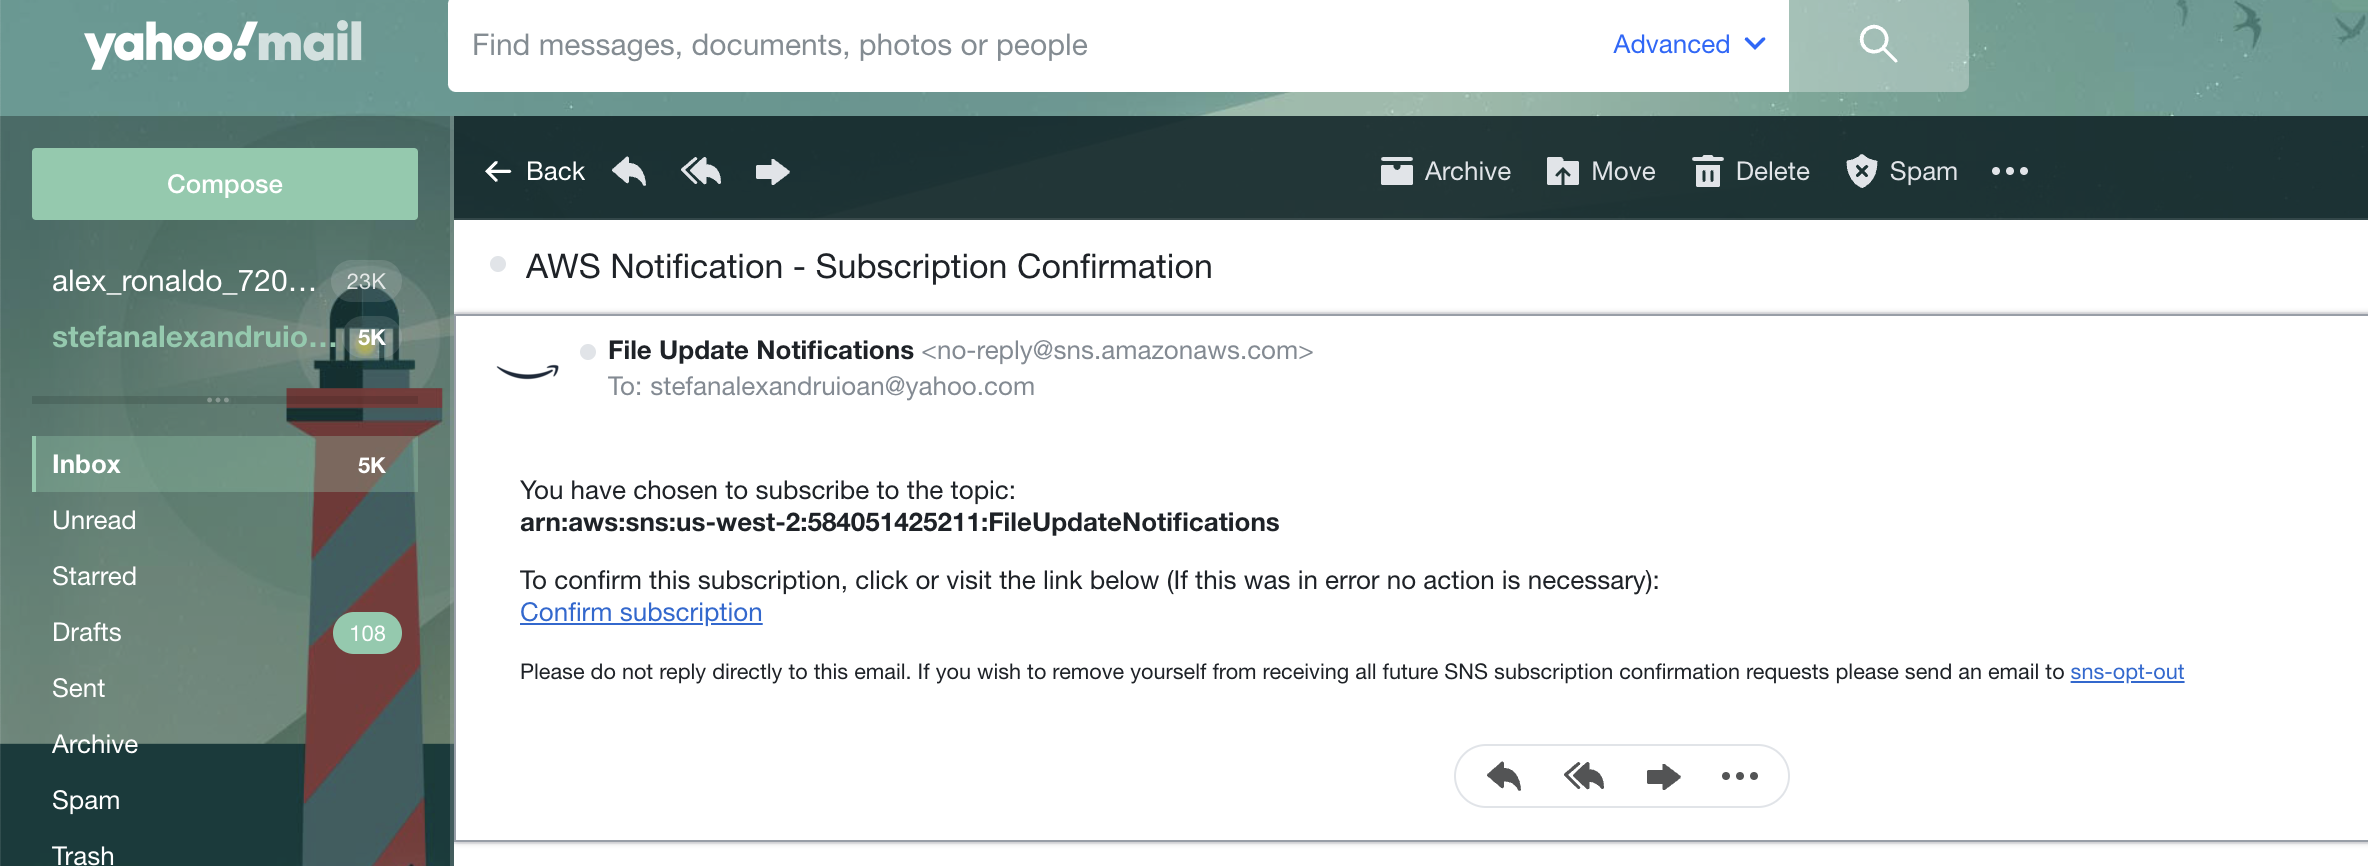 yahoo!mail
Find messages, documents, photos or people
Advanced
Compose
alex_ronaldo_720... 23K
stefanalexandruio... 5K
Inbox 5K
Unread
Starred
Drafts 108
Sent
Archive
Spam
Trash
Back
Archive
Move
Delete
Spam
AWS Notification - Subscription Confirmation
File Update Notifications <no-reply@sns.amazonaws.com>
To: stefanalexandruioan@yahoo.com
You have chosen to subscribe to the topic:
arn:aws:sns:us-west-2:584051425211:FileUpdateNotifications
To confirm this subscription, click or visit the link below (If this was in error no action is necessary):
Confirm subscription
Please do not reply directly to this email. If you wish to remove yourself from receiving all future SNS subscription confirmation requests please send an email to sns-opt-out